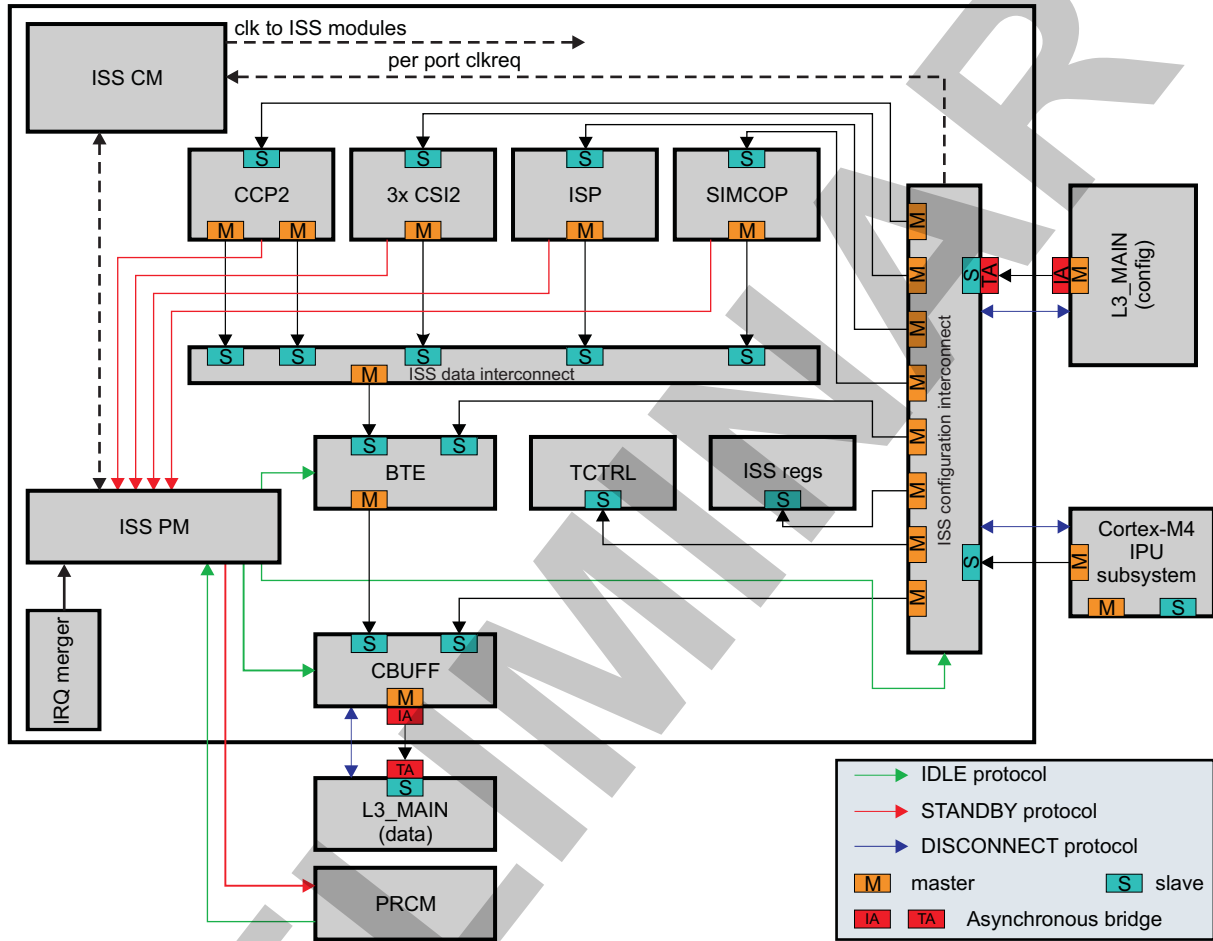 clk to ISS modules
per port clkreq
ISS CM
S
S
S
S
CCP2
3x CSI2
ISP
SIMCOP
M
M
M
M
M
M
M
M
M
M
M
M
M
ISS configuration interconnect
S
TA
IA
M
L3_MAIN
(config)
S
S
S
S
S
M
ISS data interconnect
S
S
BTE
M
TCTRL
S
ISS regs
S
S
Cortex-M4
IPU
subsystem
M
M
S
ISS PM
IRQ merger
S
S
CBUFF
M
IA
TA
S
L3_MAIN
(data)
PRCM
IDLE protocol
STANDBY protocol
DISCONNECT protocol
M master
S slave
IA TA Asynchronous bridge
LIMINAR